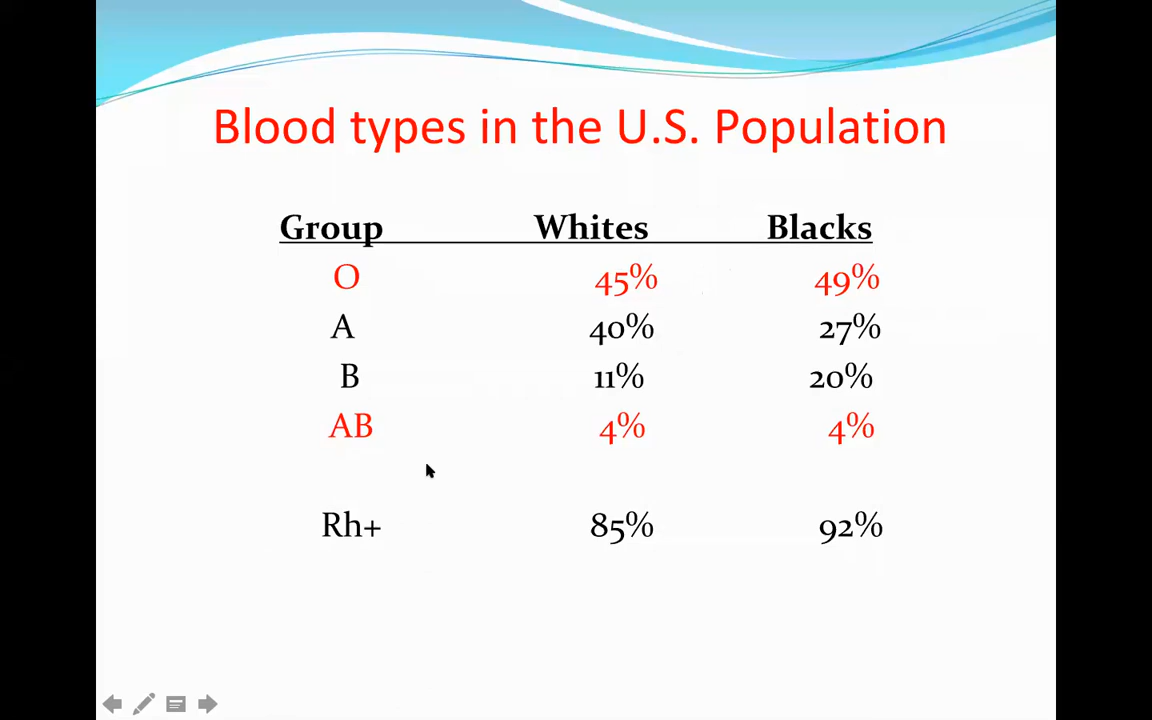 Blood types in the U.S. Population
Group Whites Blacks
O 45% 49%
A 40% 27%
B 11% 20%
AB 4% 4%
Rh+ 85% 92%